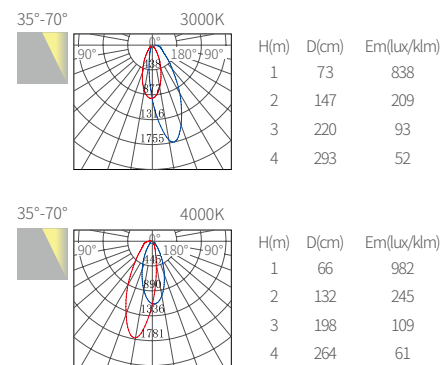 35°-70° 3000K
0°
90° 180° 90°
438
877
1316
1755
H(m) D(cm) Em(lux/klm)
1 73 838
2 147 209
3 220 93
4 293 52
35°-70° 4000K
0°
90° 180° 90°
445
890
1336
1781
H(m) D(cm) Em(lux/klm)
1 66 982
2 132 245
3 198 109
4 264 61